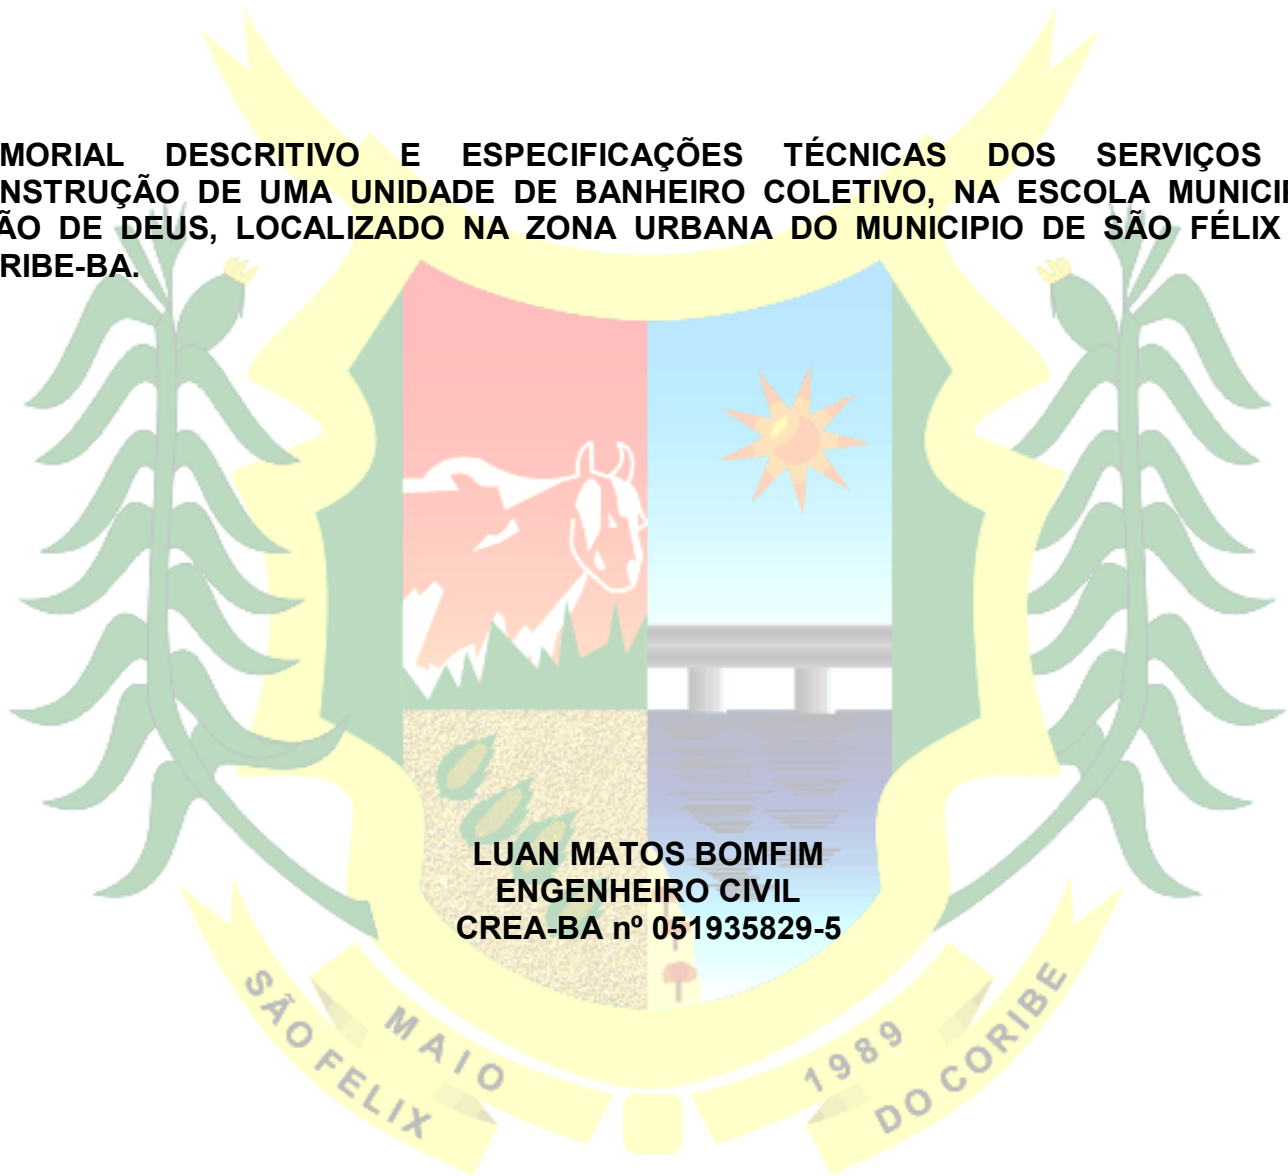 MORIAL DESCRITIVO E ESPECIFICAÇÕES TÉCNICAS DOS SERVIÇOS
NSTRUÇÃO DE UMA UNIDADE DE BANHEIRO COLETIVO, NA ESCOLA MUNICI
ÃO DE DEUS, LOCALIZADO NA ZONA URBANA DO MUNICIPIO DE SÃO FÉLIX
RIBE-BA.
LUAN MATOS BOMFIM
ENGENHEIRO CIVIL
CREA-BA nº 051935829-5
SÃO FELIX
MAIO
1989
DO CORIBE